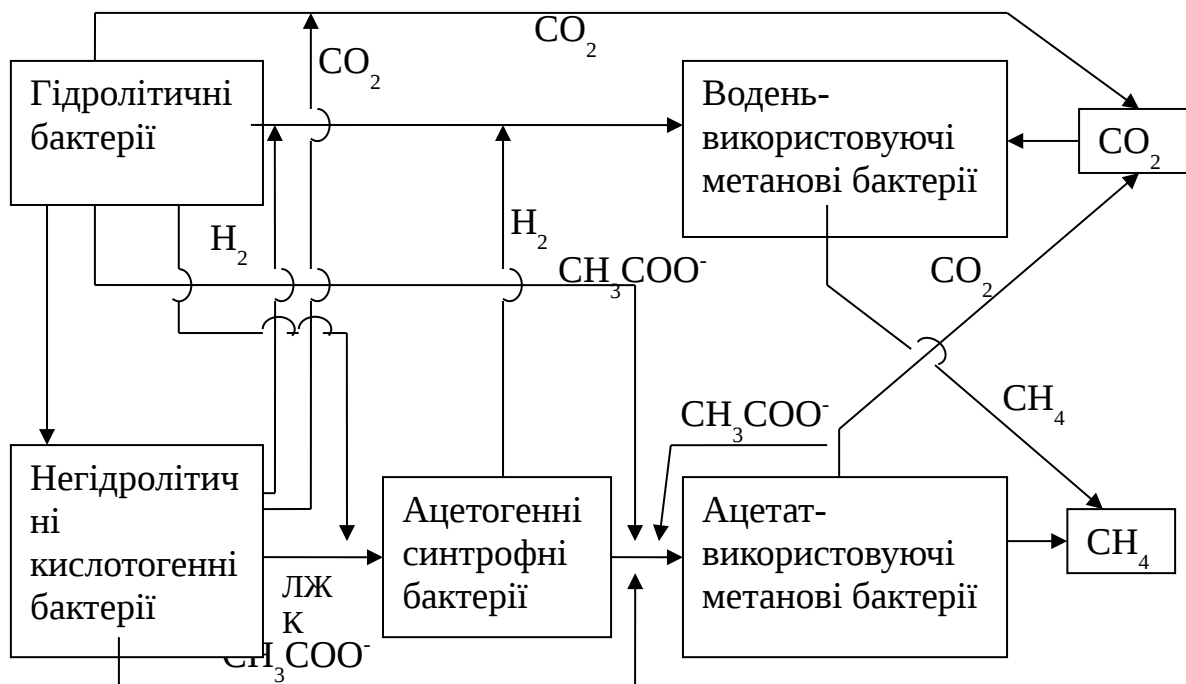 CO2
CO2
Гідролітичні
бактерії
Водень-
використовуючі
метанові бактерії
CO2
H2
H2
CH3COO-
CO2
CH4
CH3COO-
Негідролітич
ні
кислотогенні
бактерії
Ацетогенні
синтрофні
бактерії
Ацетат-
використовуючі
метанові бактерії
CH4
ЛЖ
К
CH3COO-